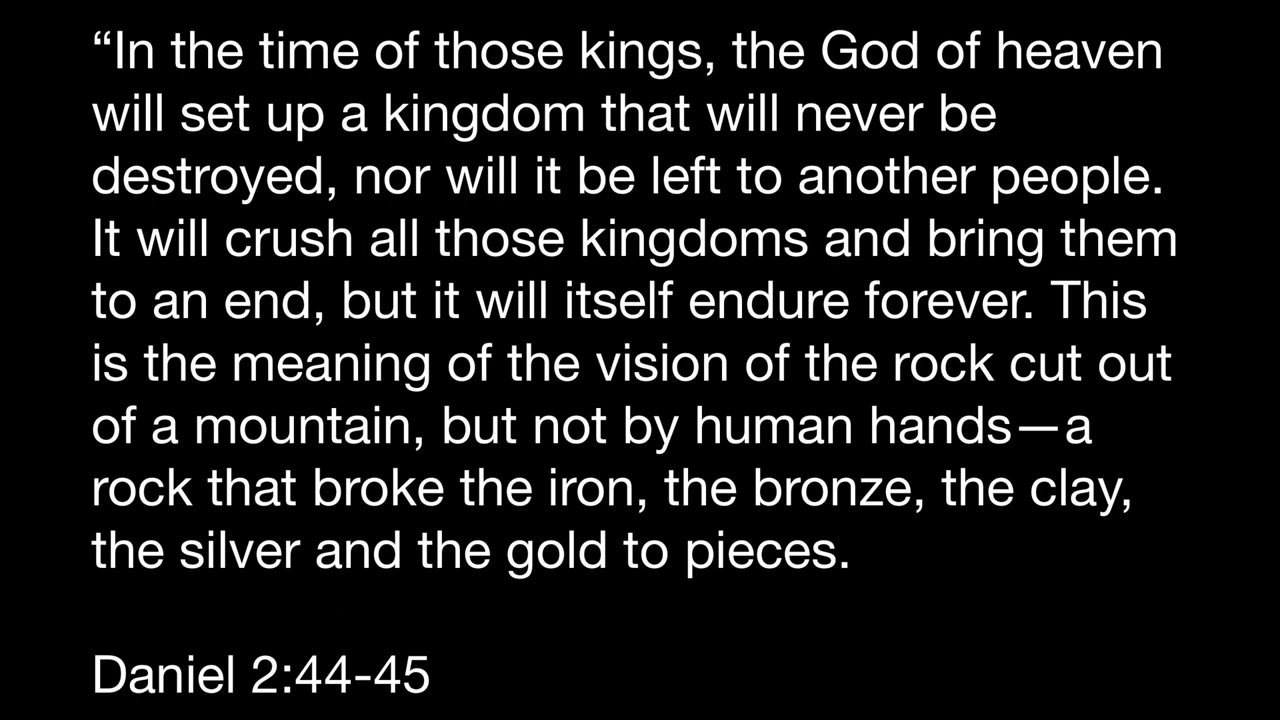 “In the time of those kings, the God of heaven
will set up a kingdom that will never be
destroyed, nor will it be left to another people.
It will crush all those kingdoms and bring them
to an end, but it will itself endure forever. This
is the meaning of the vision of the rock cut out
of a mountain, but not by human hands—a
rock that broke the iron, the bronze, the clay,
the silver and the gold to pieces.
Daniel 2:44-45